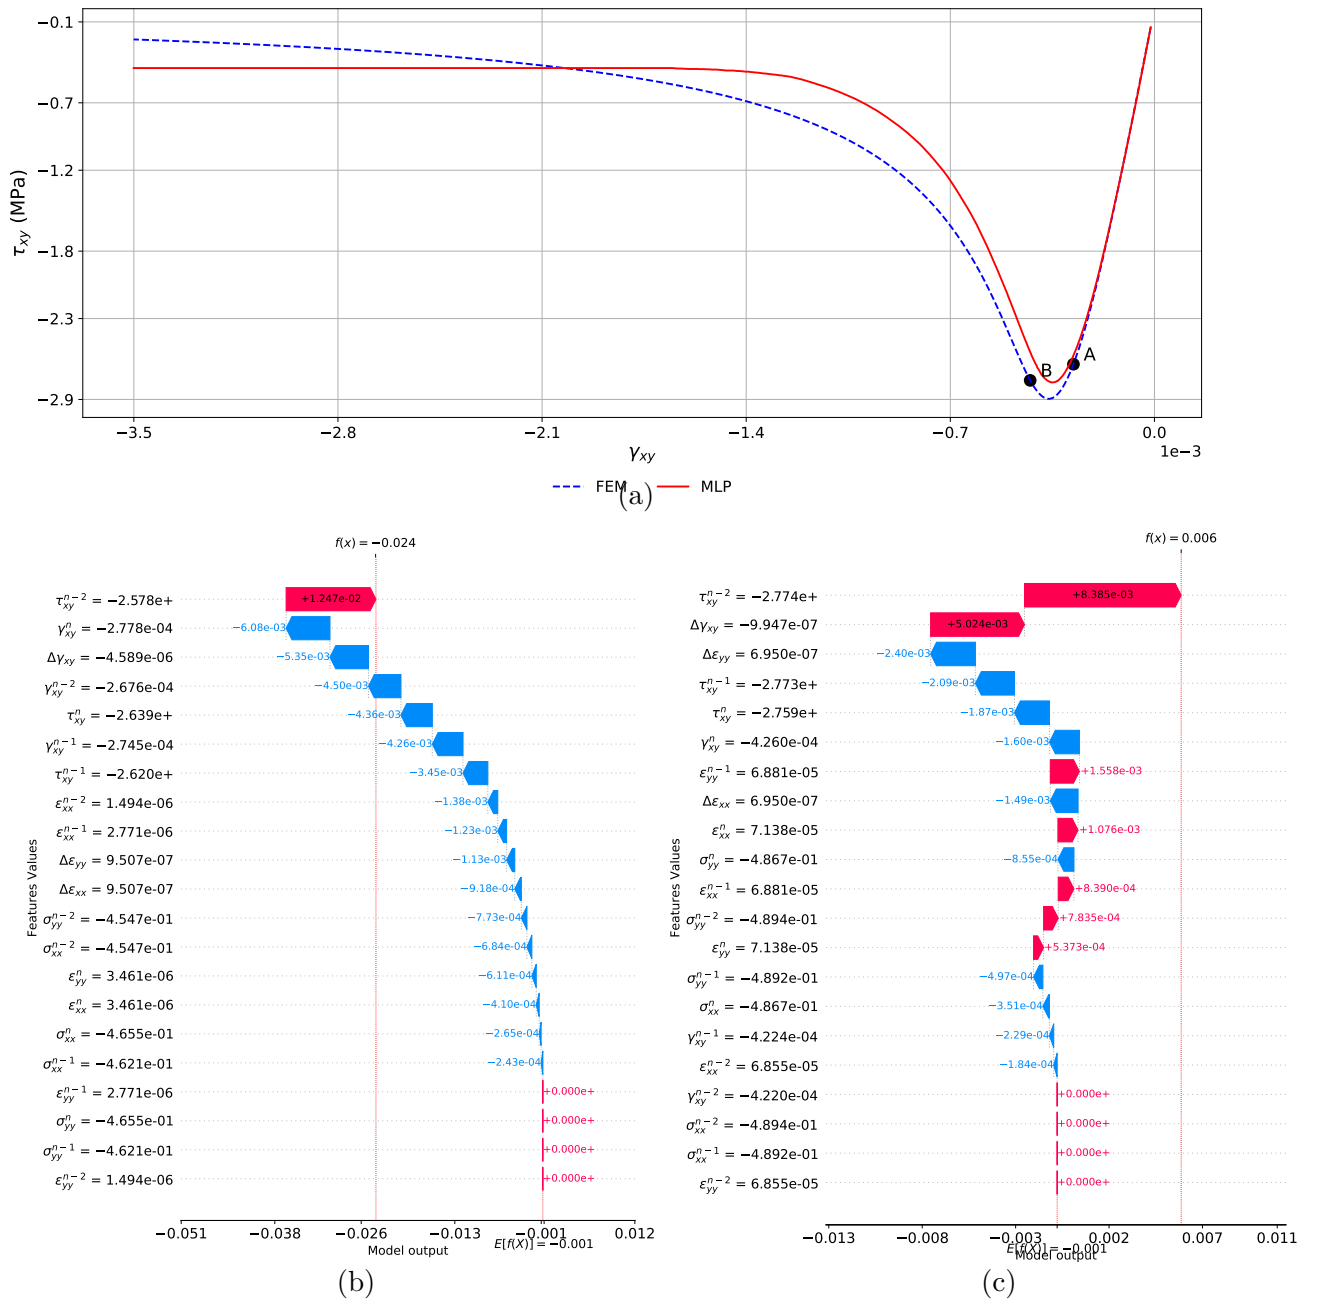 −0.1
−0.7
−1.2
−1.8
−2.3
−2.9
τxy (MPa)
B
A
−3.5 −2.8 −2.1 −1.4 −0.7 0.0
1e−3
γxy
FEM MLP
(a)
f(x) = −0.024
τxy^n−2 = −2.578e+ +1.247e-02
γxy^n = −2.778e-04 −6.08e-03
Δγxy = −4.589e-06 −5.35e-03
γxy^n−2 = −2.676e-04 −4.50e-03
τxy^n = −2.639e+ −4.36e-03
γxy^n−1 = −2.745e-04 −4.26e-03
τxy^n−1 = −2.620e+ −3.45e-03
εxx^n−2 = 1.494e-06 −1.38e-03
εxx^n−1 = 2.771e-06 −1.23e-03
Δεyy = 9.507e-07 −1.13e-03
Δεxx = 9.507e-07 −9.18e-04
σyy^n−2 = −4.547e-01 −7.73e-04
σxx^n−2 = −4.547e-01 −6.84e-04
εyy^n = 3.461e-06 −6.11e-04
εxx^n = 3.461e-06 −4.10e-04
σxx^n = −4.655e-01 −2.65e-04
σxx^n−1 = −4.621e-01 −2.43e-04
εyy^n−1 = 2.771e-06 +0.000e+
σyy^n = −4.655e-01 +0.000e+
σyy^n−1 = −4.621e-01 +0.000e+
εyy^n−2 = 1.494e-06 +0.000e+
Features Values
−0.051 −0.038 −0.026 −0.013 −0.001 0.012
E[f(X)] = −0.001
Model output
(b)
f(x) = 0.006
τxy^n−2 = −2.774e+ +8.385e-03
Δγxy = −9.947e-07 +5.024e-03
Δεyy = 6.950e-07 −2.40e-03
τxy^n−1 = −2.773e+ −2.09e-03
τxy^n = −2.759e+ −1.87e-03
γxy^n = −4.260e-04 −1.60e-03
εyy^n−1 = 6.881e-05 +1.558e-03
Δεxx = 6.950e-07 −1.49e-03
εxx^n = 7.138e-05 +1.076e-03
σyy^n = −4.867e-01 −8.55e-04
εxx^n−1 = 6.881e-05 +8.390e-04
σyy^n−2 = −4.894e-01 +7.835e-04
εyy^n = 7.138e-05 +5.373e-04
σyy^n−1 = −4.892e-01 −4.97e-04
σxx^n = −4.867e-01 −3.51e-04
γxy^n−1 = −4.224e-04 −2.29e-04
εxx^n−2 = 6.855e-05 −1.84e-04
γxy^n−2 = −4.220e-04 +0.000e+
σxx^n−2 = −4.894e-01 +0.000e+
σxx^n−1 = −4.892e-01 +0.000e+
εyy^n−2 = 6.855e-05 +0.000e+
Features Values
−0.013 −0.008 −0.003 0.002 0.007 0.011
E[f(X)] = −0.001
Model output
(c)